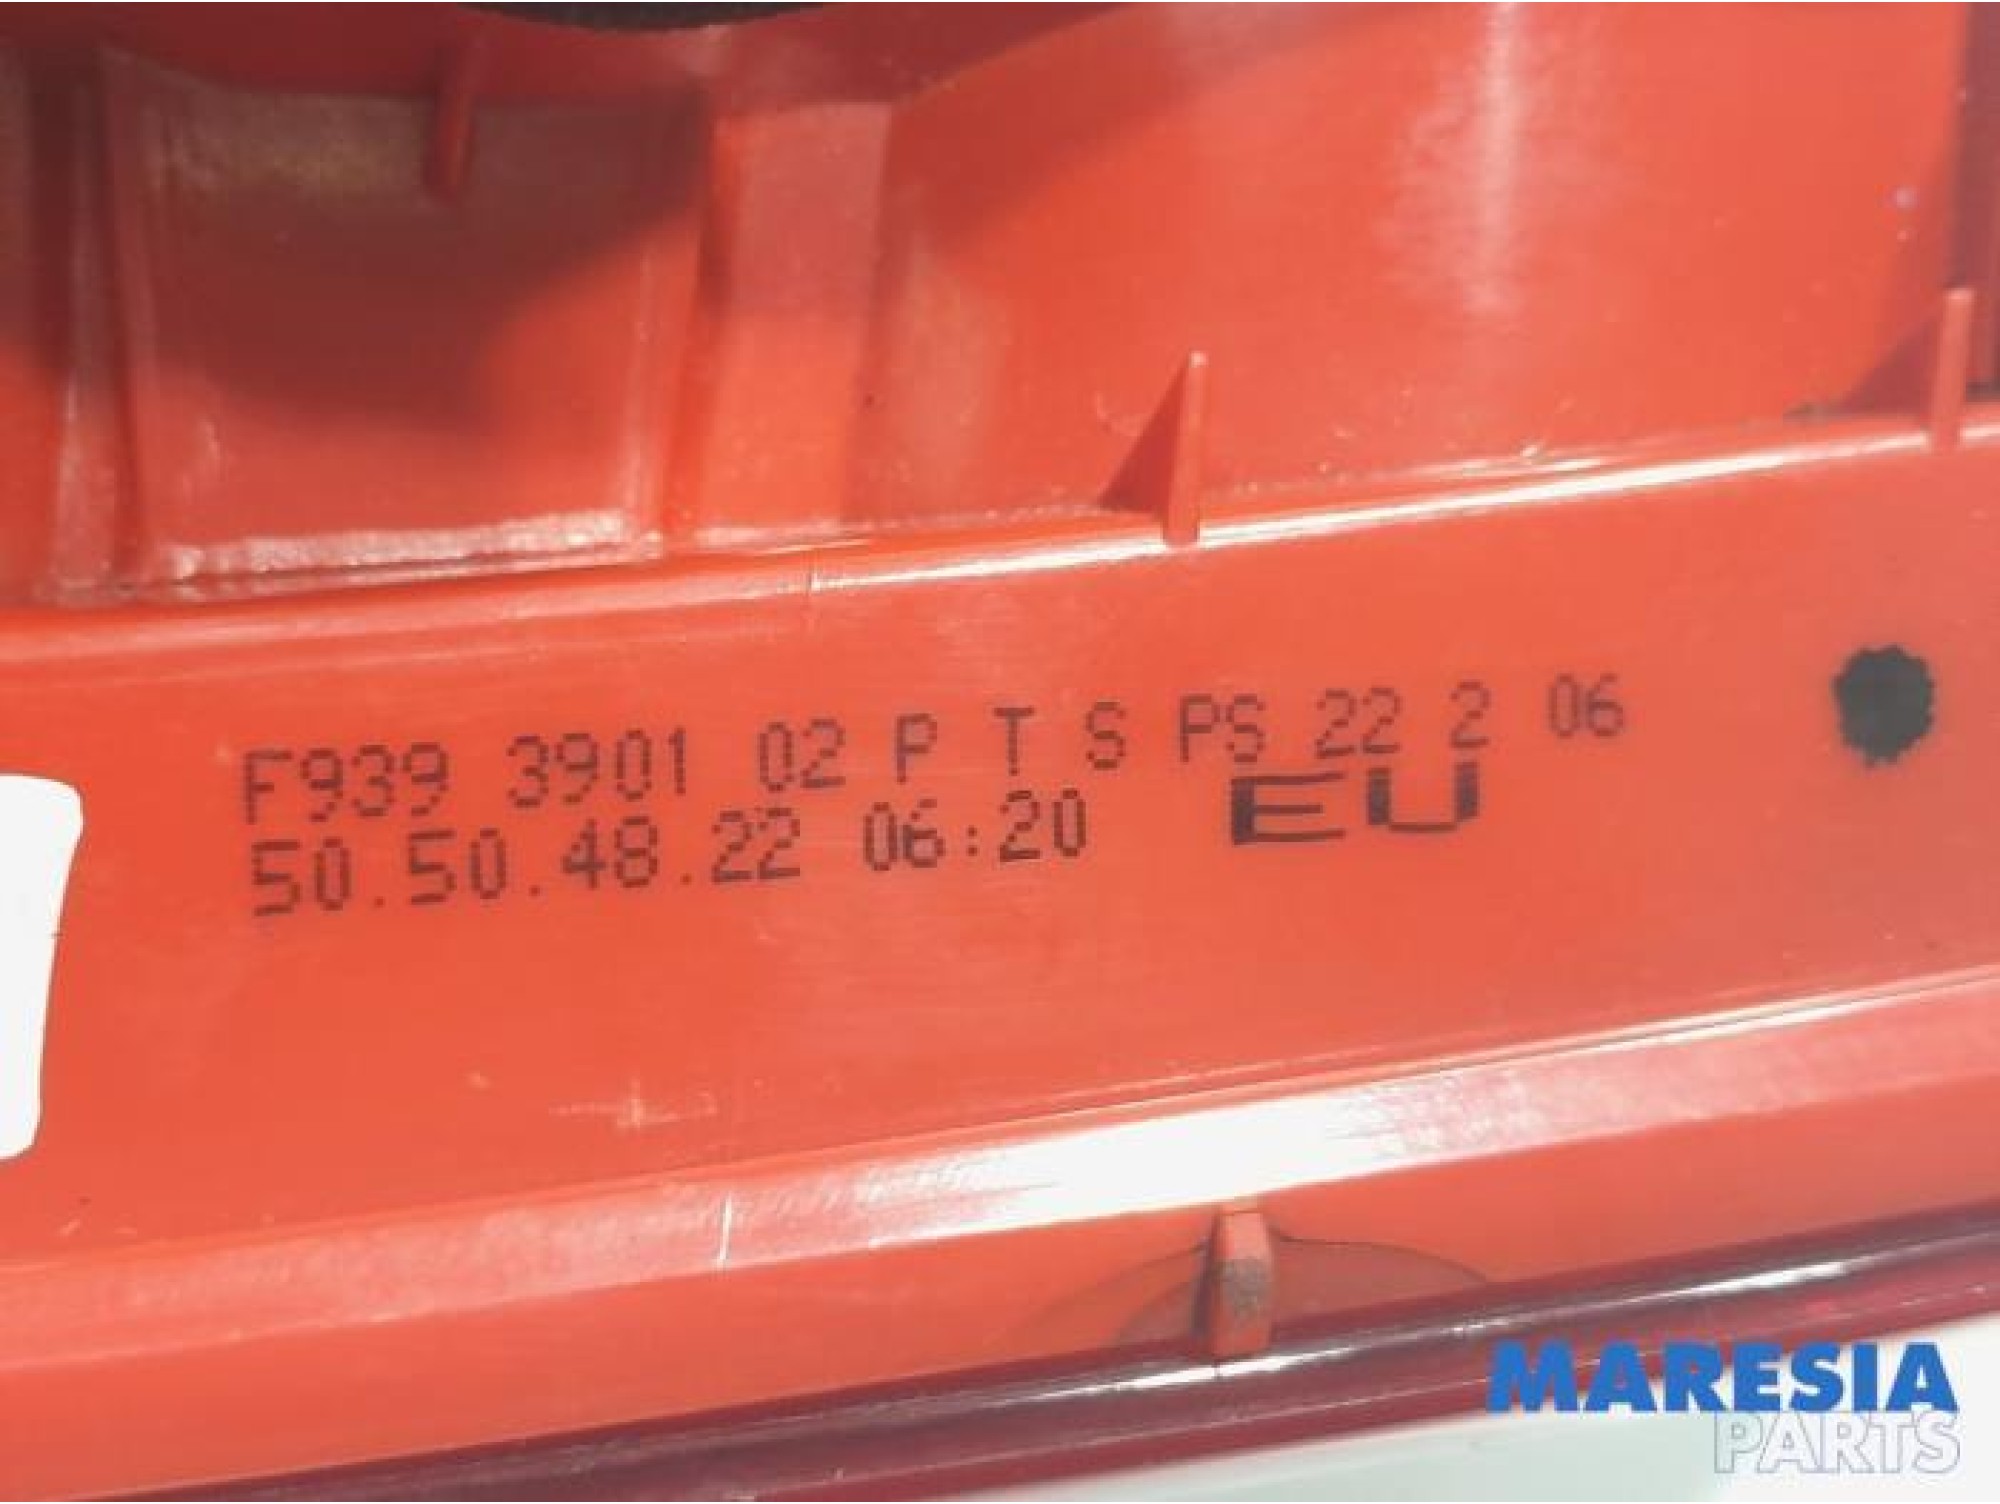 F939 3901 02 P T S PS 22 2 06
50.50.48.22 06:20 EU
MARESIA
PARTS